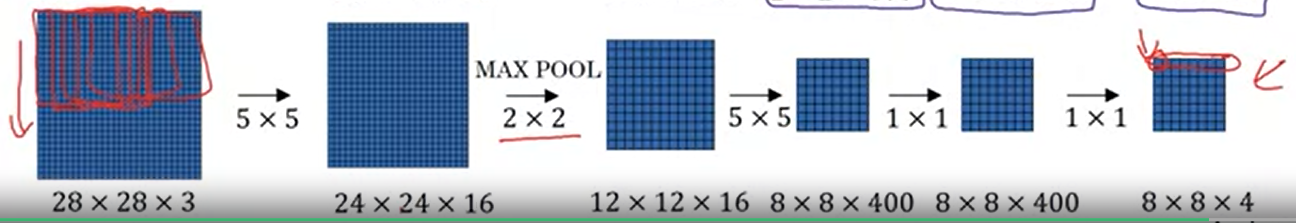 MAX POOL
5 × 5
2 × 2
5 × 5
1 × 1
1 × 1
28 × 28 × 3
24 × 24 × 16
12 × 12 × 16
8 × 8 × 400
8 × 8 × 400
8 × 8 × 4